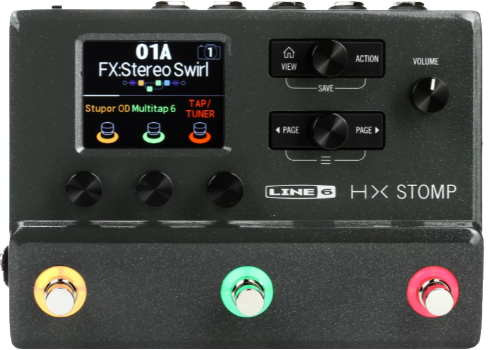 01A
1
FX:Stereo Swirl
Stupor OD
Multitap 6
TAP/
TUNER
VIEW
ACTION
SAVE
VOLUME
PAGE
PAGE
LINE 6
HX STOMP